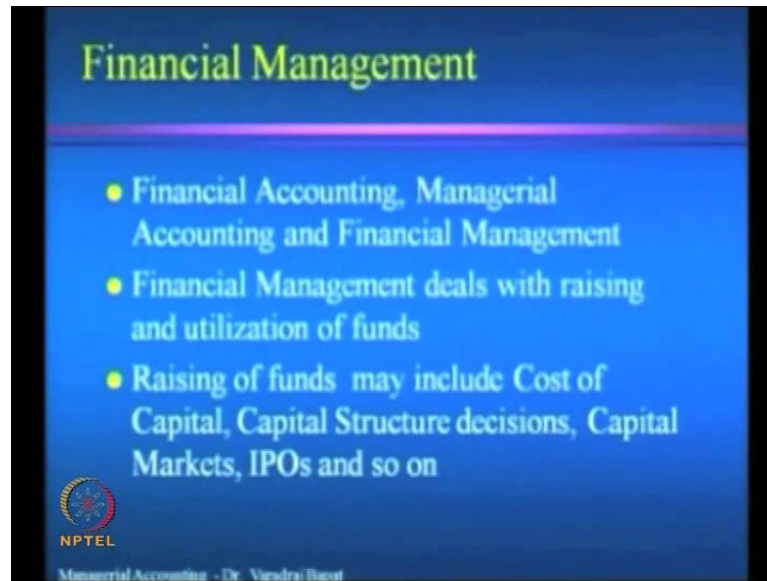 Financial Management
Financial Accounting, Managerial
Accounting and Financial Management
Financial Management deals with raising
and utilization of funds
Raising of funds may include Cost of
Capital, Capital Structure decisions, Capital
Markets, IPOs and so on
NPTEL
Managerial Accounting - Dr. Varadraj Bapat